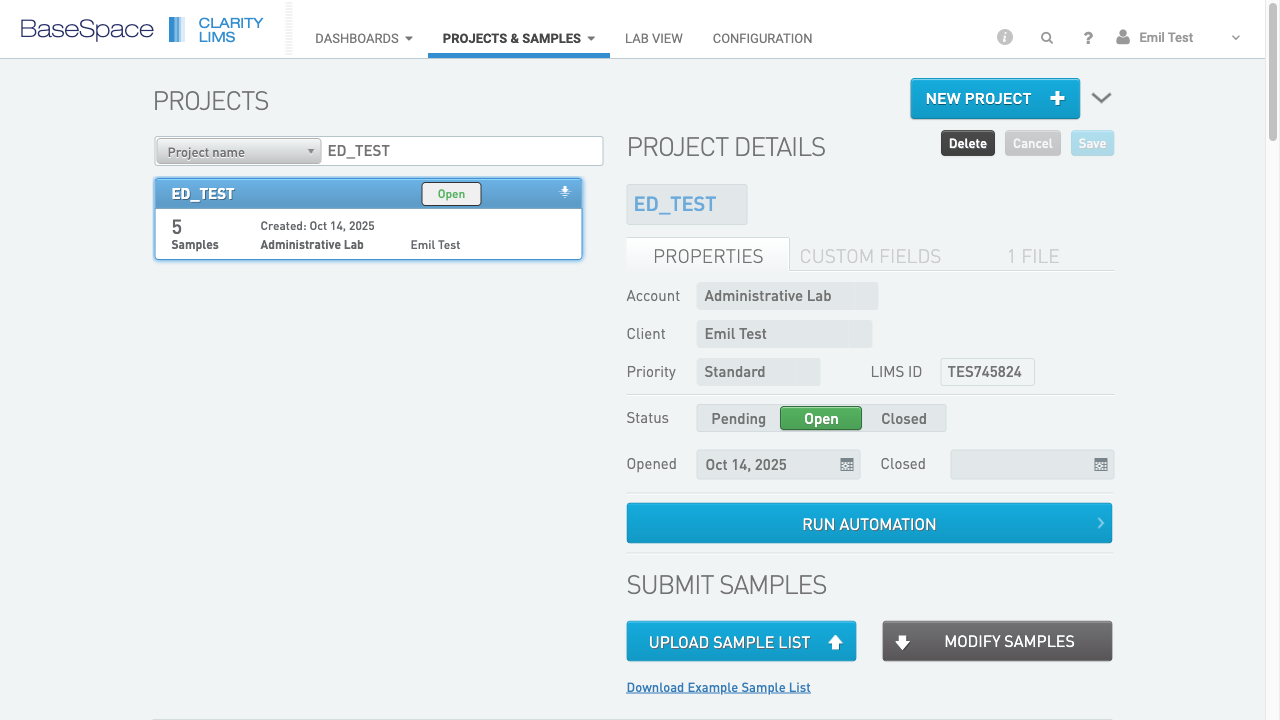 BaseSpace CLARITY LIMS
DASHBOARDS PROJECTS & SAMPLES LAB VIEW CONFIGURATION Emil Test
PROJECTS
NEW PROJECT
Project name ED_TEST
ED_TEST Open
5 Created: Oct 14, 2025
Samples Administrative Lab Emil Test
PROJECT DETAILS Delete Cancel Save
ED_TEST
PROPERTIES CUSTOM FIELDS 1 FILE
Account Administrative Lab
Client Emil Test
Priority Standard LIMS ID TES745824
Status Pending Open Closed
Opened Oct 14, 2025 Closed
RUN AUTOMATION
SUBMIT SAMPLES
UPLOAD SAMPLE LIST MODIFY SAMPLES
Download Example Sample List